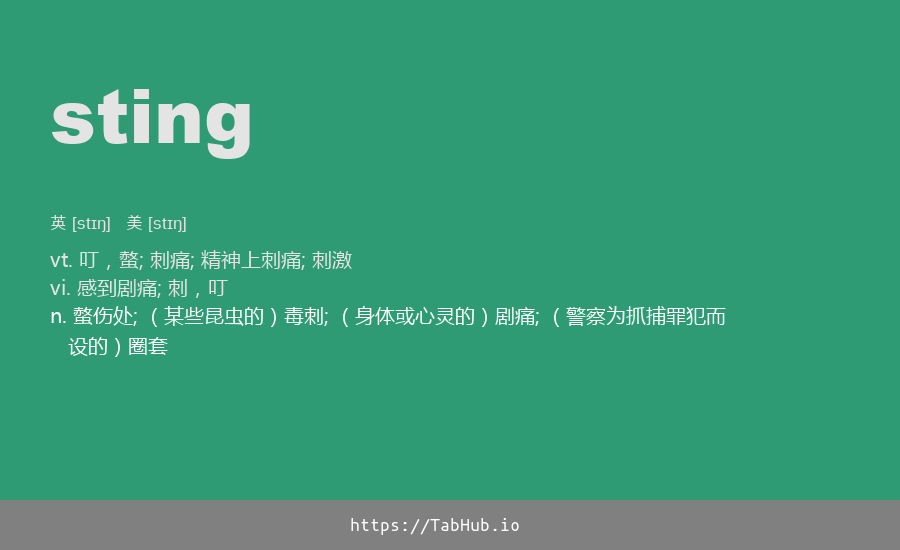 sting
英 [stɪŋ] 美 [stɪŋ]
vt. 叮，螫; 刺痛; 精神上刺痛; 刺激
vi. 感到剧痛; 刺，叮
n. 螫伤处; （某些昆虫的）毒刺; （身体或心灵的）剧痛; （警察为抓捕罪犯而
设的）圈套
https://TabHub.io